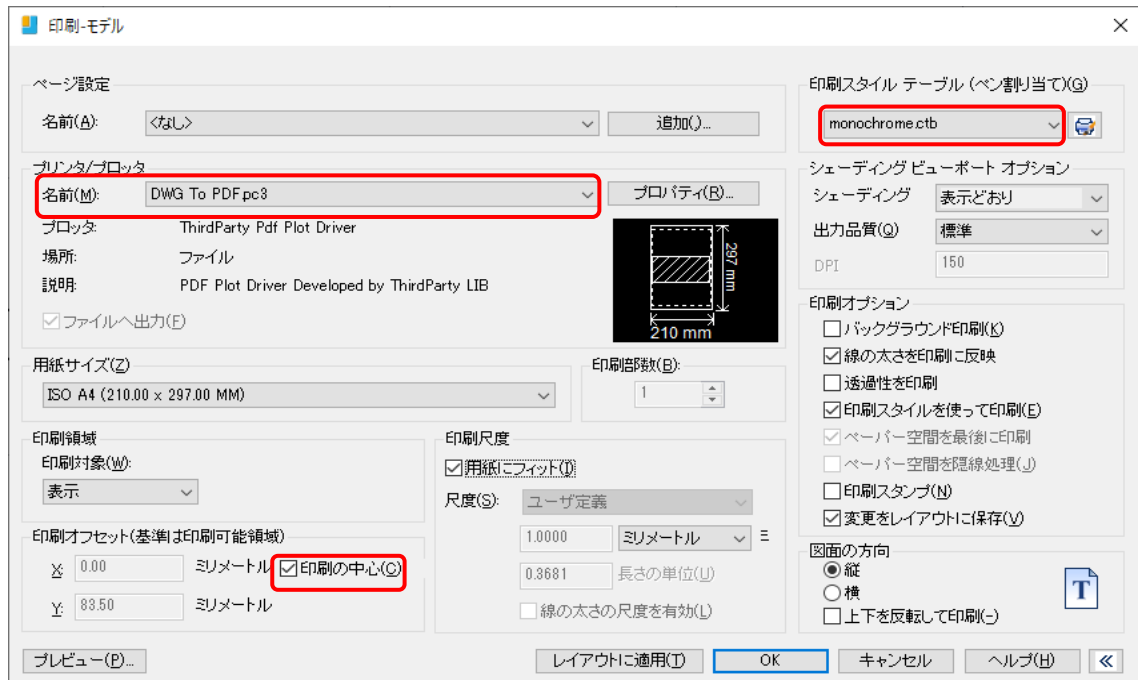 印刷-モデル
ページ設定
名前(A):
<なし>
追加()...
プリンタ/プロッタ
名前(M):
DWG To PDF.pc3
プロパティ(R)...
プロッタ:
ThirdParty Pdf Plot Driver
場所:
ファイル
説明:
PDF Plot Driver Developed by ThirdParty LIB
ファイルへ出力(F)
297 mm
210 mm
用紙サイズ(Z)
ISO A4 (210.00 x 297.00 MM)
印刷部数(B):
1
印刷領域
印刷対象(W):
表示
印刷オフセット(基準は印刷可能領域)
X:
0.00
ミリメートル
印刷の中心(C)
Y:
83.50
ミリメートル
印刷尺度
用紙にフィット(I)
尺度(S):
ユーザ定義
1.0000
ミリメートル
ミ
0.3681
長さの単位(U)
線の太さの尺度を有効(L)
印刷スタイル テーブル (ペン割り当て)(G)
monochrome.ctb
シェーディング ビューポート オプション
シェーディング
表示どおり
出力品質(Q)
標準
DPI
150
印刷オプション
バックグラウンド印刷(K)
線の太さを印刷に反映
透過性を印刷
印刷スタイルを使って印刷(E)
ペーパー空間を最後に印刷
ペーパー空間を隠線処理(J)
印刷スタンプ(N)
変更をレイアウトに保存(V)
図面の方向
縦
横
上下を反転して印刷(-)
T
プレビュー(P)...
レイアウトに適用(T)
OK
キャンセル
ヘルプ(H)